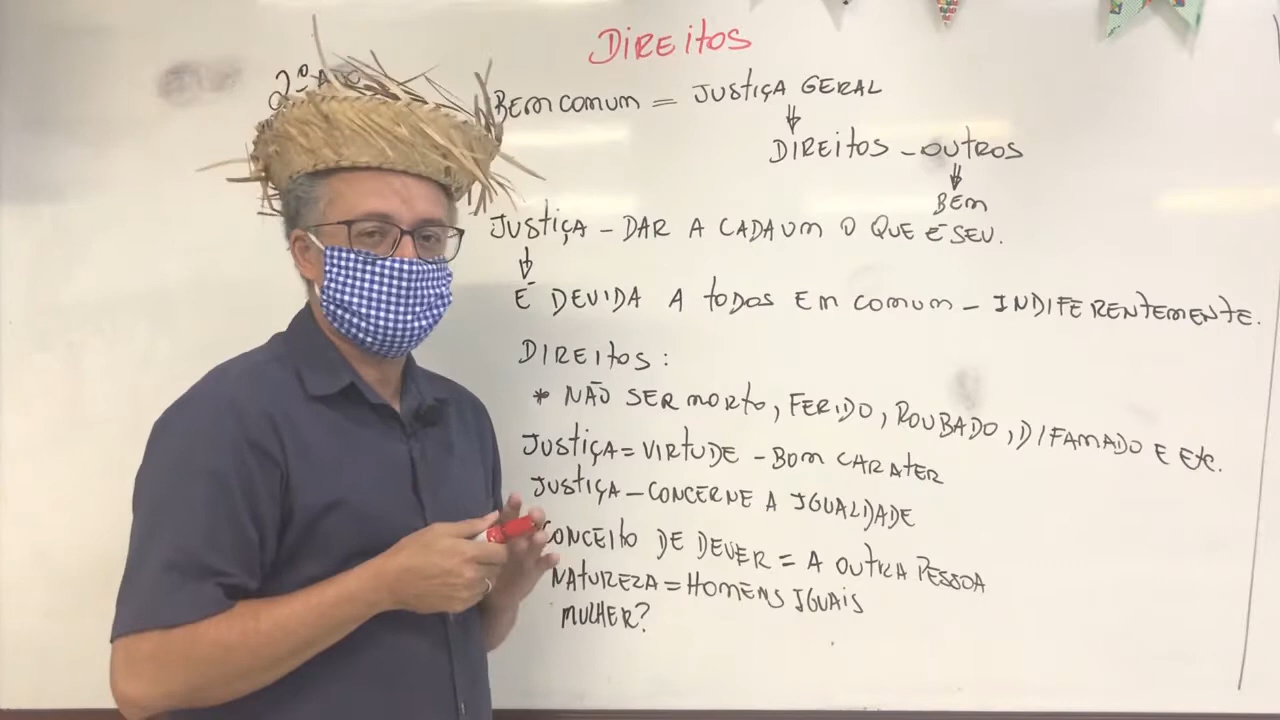 DIREITOS
2º ANO
BEM COMUM = JUSTIÇA GERAL
DIREITOS - OUTROS
BEM
JUSTIÇA - DAR A CADA UM O QUE É SEU.
É DEVIDA A TODOS EM COMUM - INDIFERENTEMENTE.
DIREITOS:
* NÃO SER MORTO, FERIDO, ROUBADO, DIFAMADO E ETC.
JUSTIÇA = VIRTUDE - BOM CARATER
JUSTIÇA - CONCERNE A IGUALDADE
CONCEITO DE DEVER = A OUTRA PESSOA
NATUREZA = HOMENS IGUAIS
MULHER?